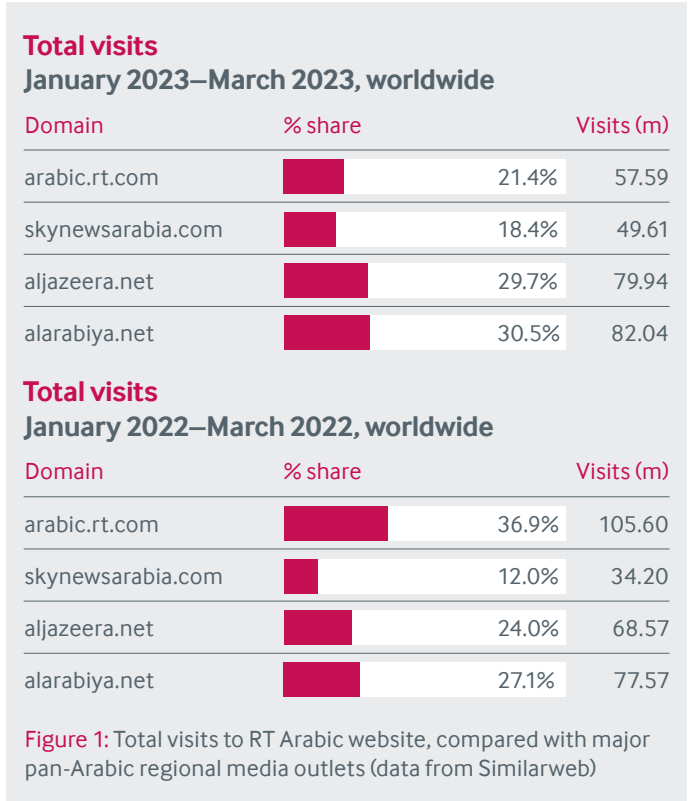 Total visits
January 2023–March 2023, worldwide
Domain % share Visits (m)
arabic.rt.com 21.4% 57.59
skynewsarabia.com 18.4% 49.61
aljazeera.net 29.7% 79.94
alarabiya.net 30.5% 82.04
Total visits
January 2022–March 2022, worldwide
Domain % share Visits (m)
arabic.rt.com 36.9% 105.60
skynewsarabia.com 12.0% 34.20
aljazeera.net 24.0% 68.57
alarabiya.net 27.1% 77.57
Figure 1: Total visits to RT Arabic website, compared with major
pan-Arabic regional media outlets (data from Similarweb)